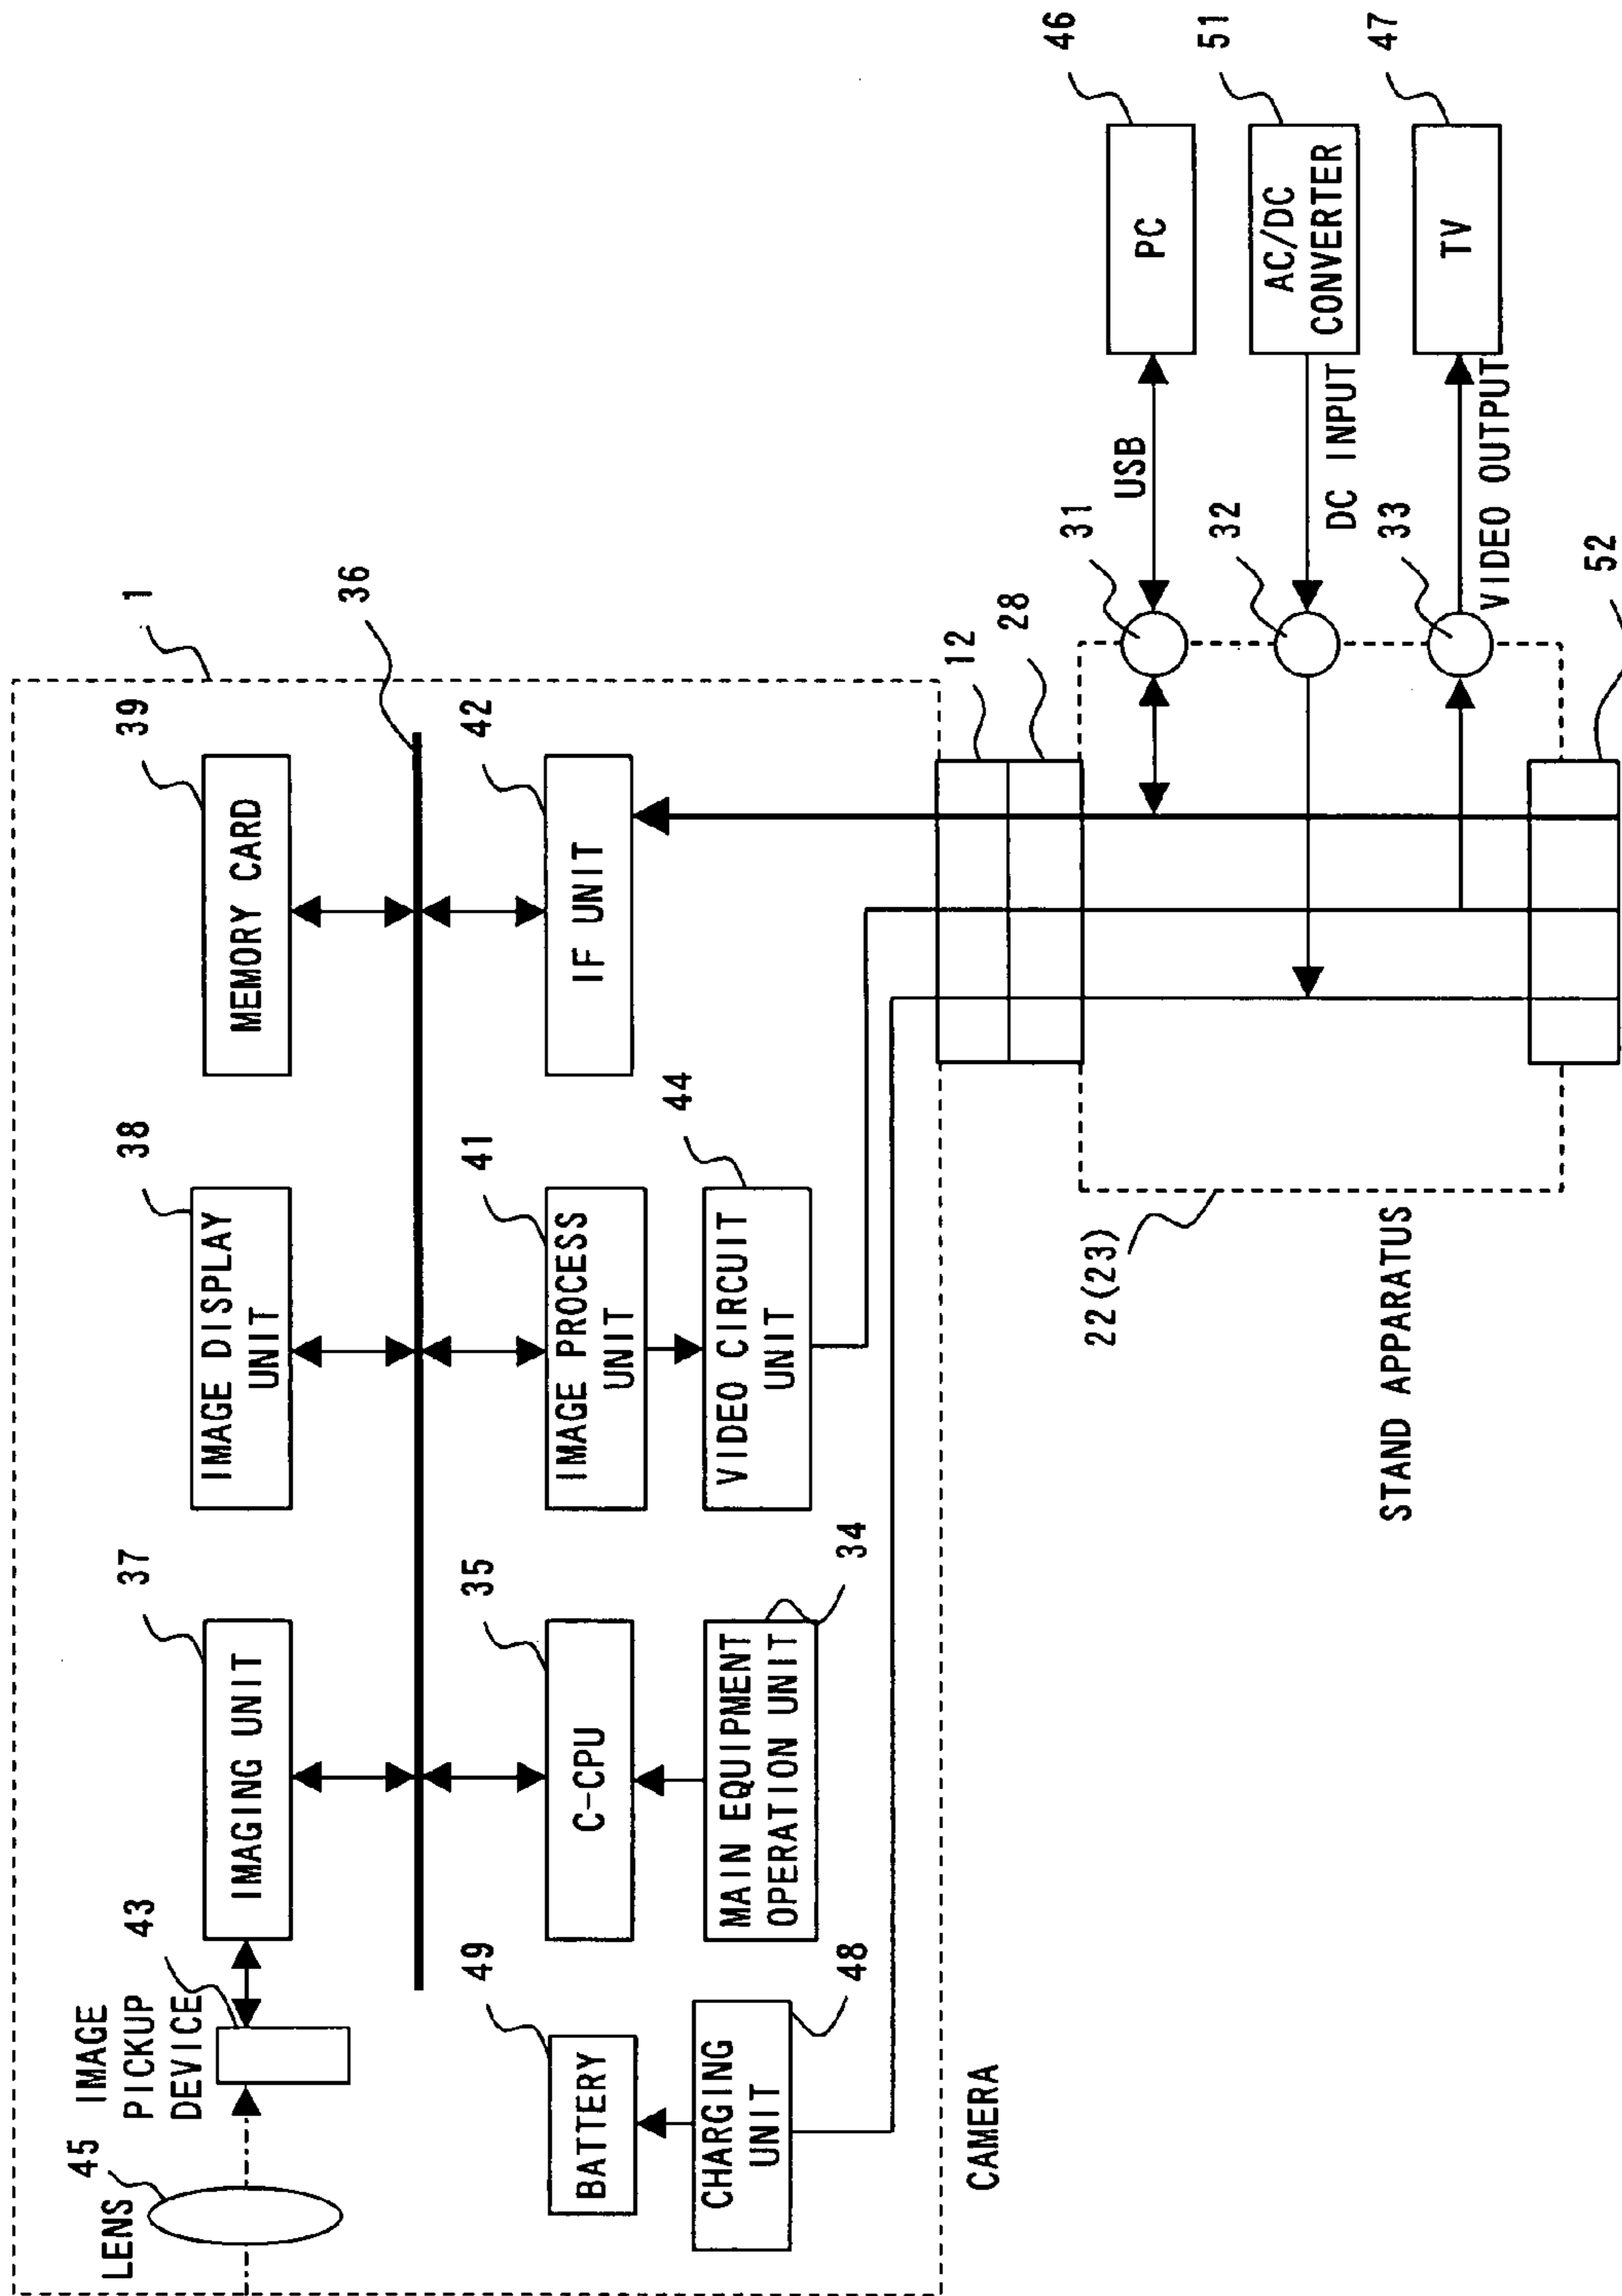 LENS
45
IMAGE
PICKUP
DEVICE
43
37
IMAGING UNIT
38
IMAGE DISPLAY
UNIT
39
MEMORY CARD
1
36
49
BATTERY
35
C-CPU
41
IMAGE PROCESS
UNIT
42
IF UNIT
CHARGING
UNIT
48
MAIN EQUIPMENT
OPERATION UNIT
34
44
VIDEO CIRCUIT
UNIT
CAMERA
12
28
31
USB
46
PC
32
DC INPUT
51
AC/DC
CONVERTER
33
VIDEO OUTPUT
47
TV
22(23)
STAND APPARATUS
52